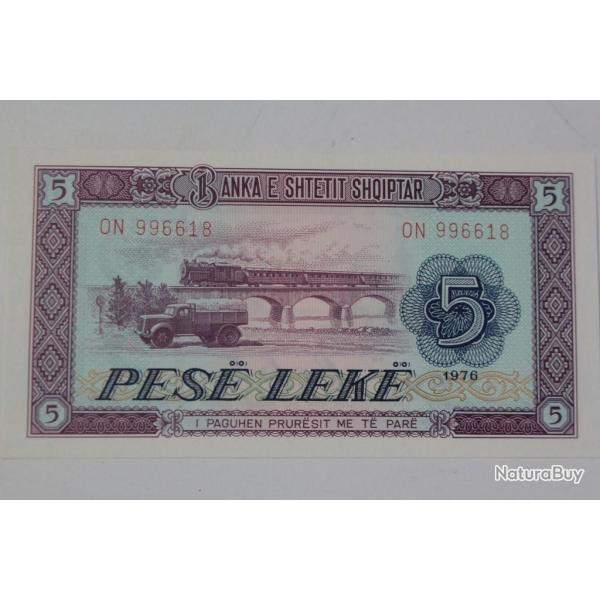 5 BANKA E SHTETIT SHQIPTAR 5
ON 996618 ON 996618
5
PESË LEKË 1976
5 I PAGUHEN PRURËSIT ME TË PARË 5
NaturaBuy